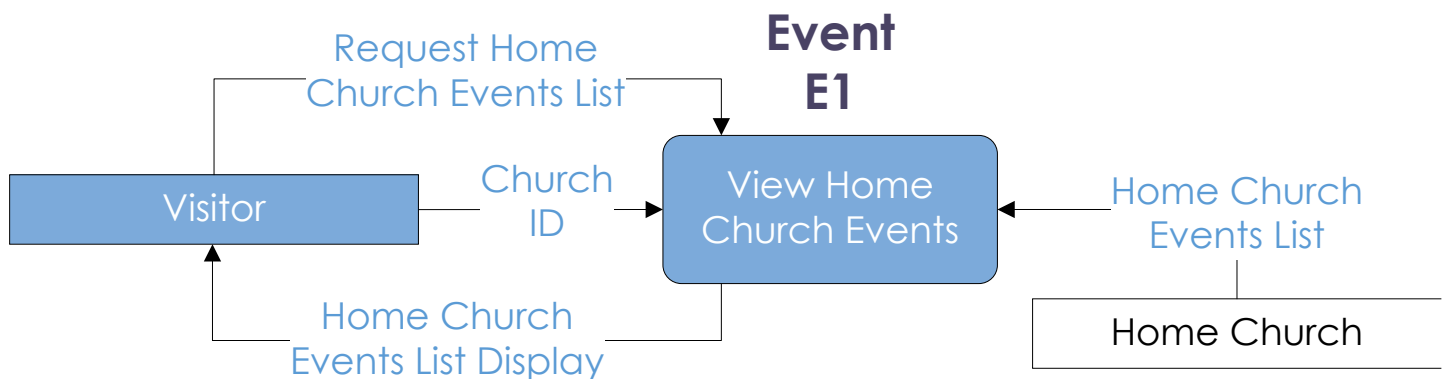 Event
E1
Request Home
Church Events List
Visitor
Church
ID
View Home
Church Events
Home Church
Events List
Home Church
Events List Display
Home Church